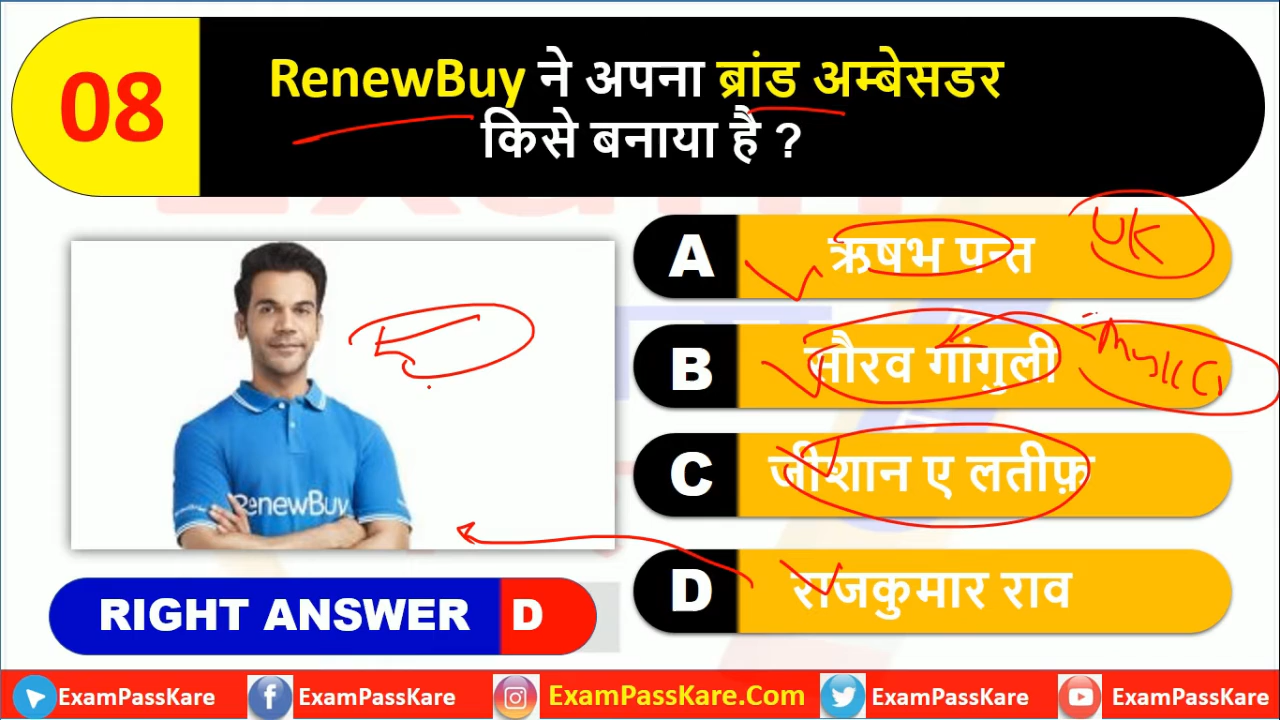 08
RenewBuy ने अपना ब्रांड अम्बेसडर
किसे बनाया है ?
A ऋषभ पन्त
UK
B सौरव गांगुली
C जीशान ए लतीफ़
D राजकुमार राव
RenewBuy
RIGHT ANSWER D
ExamPassKare ExamPassKare ExamPassKare.Com ExamPassKare ExamPassKare